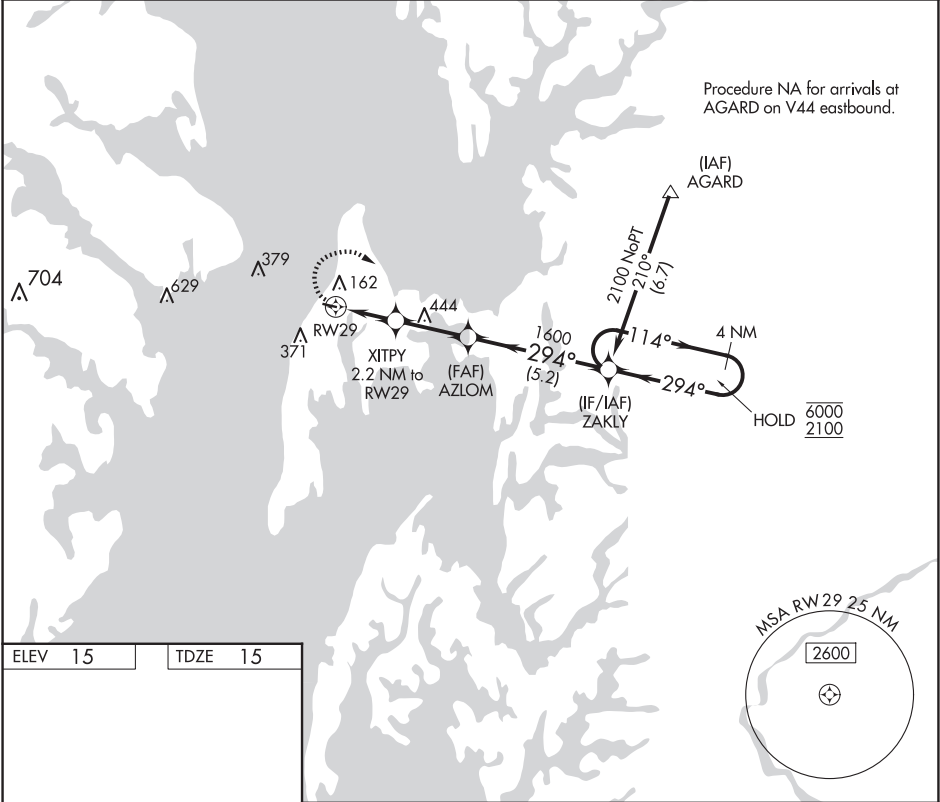 Procedure NA for arrivals at
AGARD on V44 eastbound.
(IAF)
AGARD
2100 NoPT
210°
(6.7)
704
629
379
162
444
371
RW29
XITPY
2.2 NM to
RW29
(FAF)
AZLOM
1600
294°
(5.2)
114°
4 NM
294°
(IF/IAF)
ZAKLY
HOLD
6000
2100
MSA RW29 25 NM
2600
ELEV 15
TDZE 15